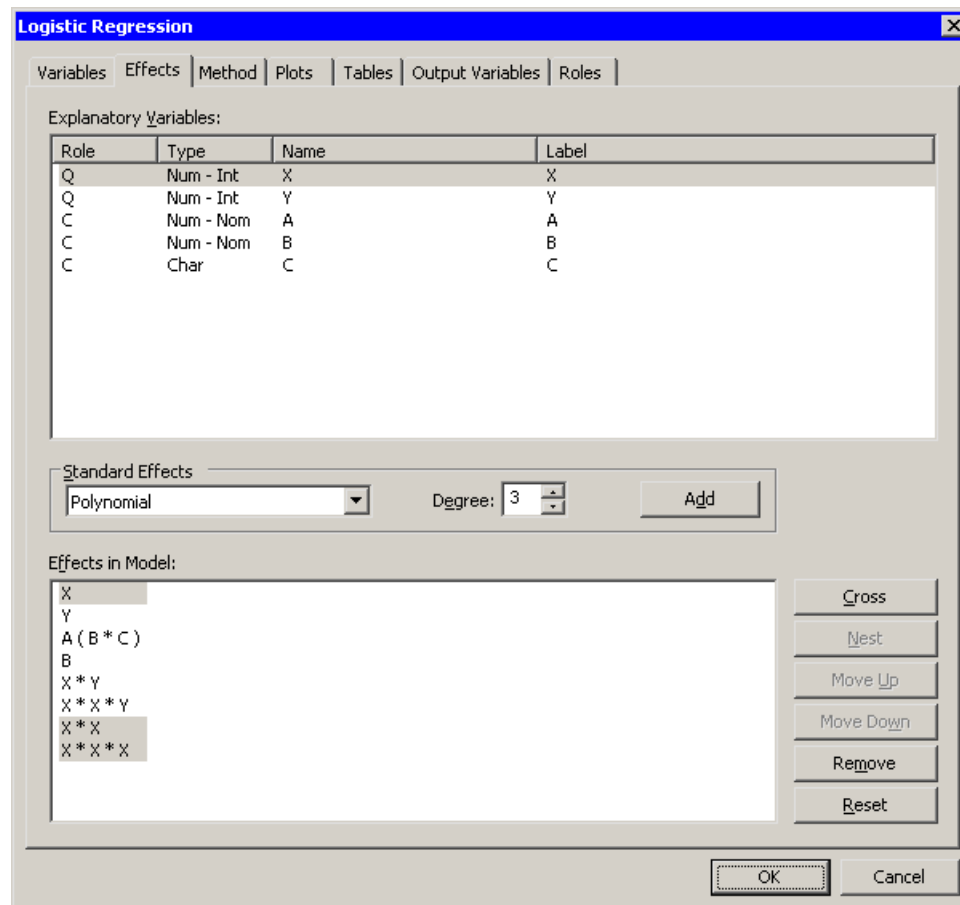 Logistic Regression
Variables Effects Method Plots Tables Output Variables Roles
Explanatory Variables:
Role Type Name Label
Q Num - Int X X
Q Num - Int Y Y
C Num - Nom A A
C Num - Nom B B
C Char C C
Standard Effects
Polynomial Degree: 3 Add
Effects in Model:
X
Y
A ( B * C )
B
X * Y
X * X * Y
X * X
X * X * X
Cross
Nest
Move Up
Move Down
Remove
Reset
OK Cancel